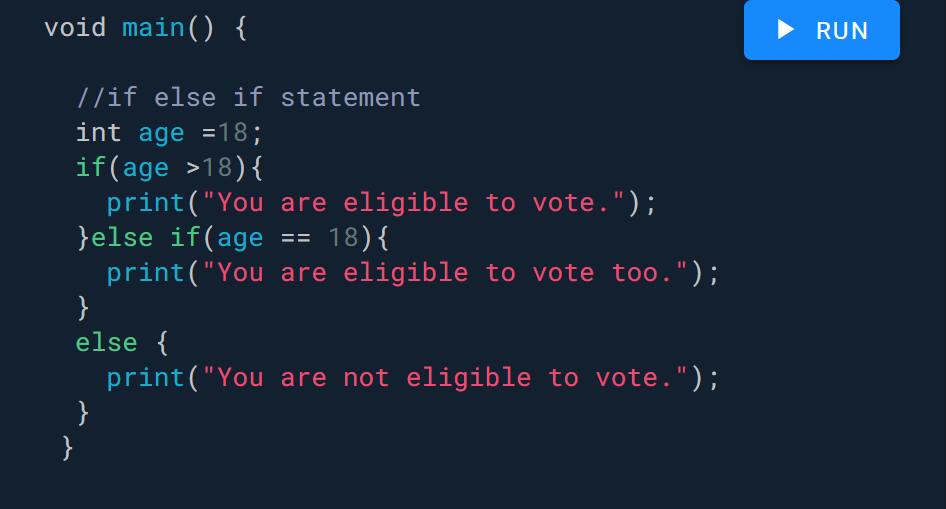 void main() {
RUN
//if else if statement
int age =18;
if(age >18){
print("You are eligible to vote.");
}else if(age == 18){
print("You are eligible to vote too.");
}
else {
print("You are not eligible to vote.");
}
}